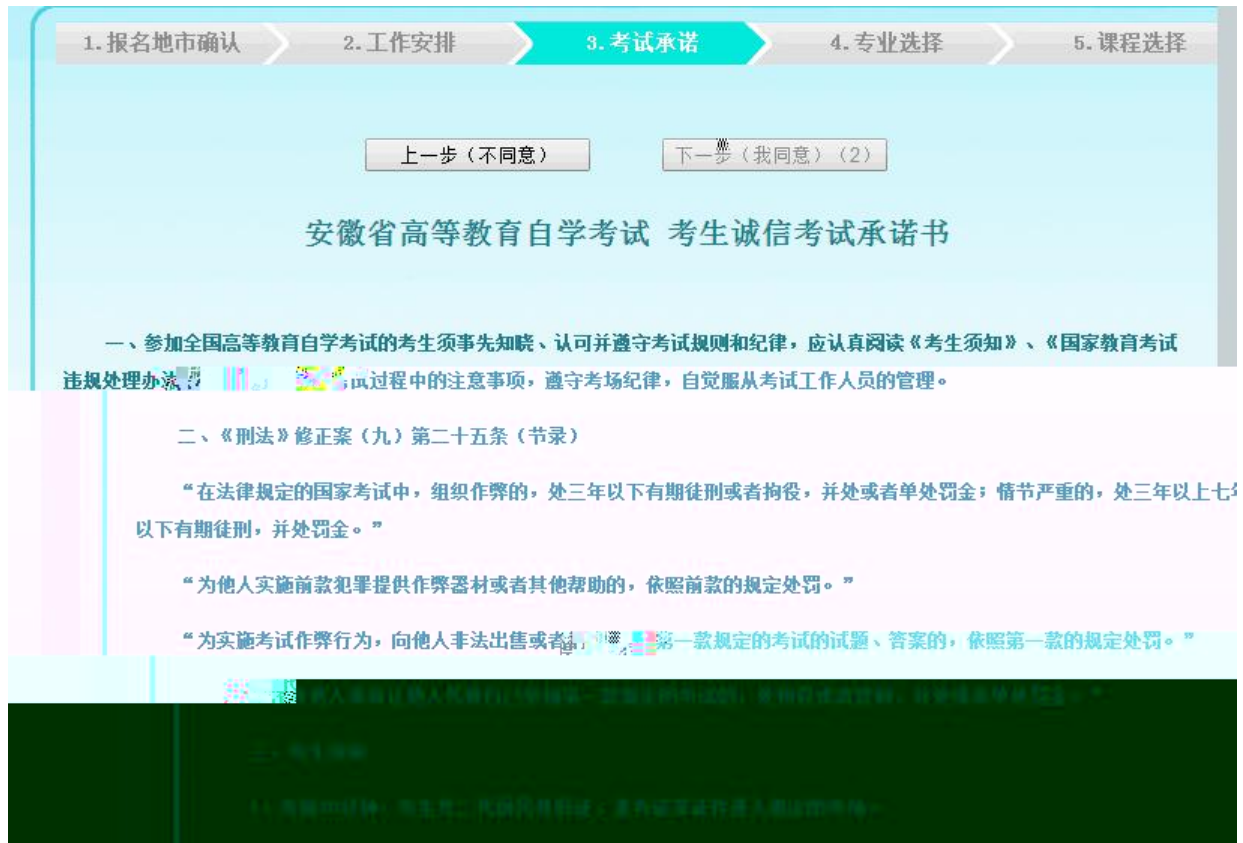 1.报名地市确认 2.工作安排 3.考试承诺 4.专业选择 5.课程选择
上一步（不同意） 下一步（我同意）（2）
安徽省高等教育自学考试 考生诚信考试承诺书
一、参加全国高等教育自学考试的考生须事先知晓、认可并遵守考试规则和纪律，应认真阅读《考生须知》、《国家教育考试
违规处理办法 试过程中的注意事项，遵守考场纪律，自觉服从考试工作人员的管理。
二、《刑法》修正案（九）第二十五条（节录）
“在法律规定的国家考试中，组织作弊的，处三年以下有期徒刑或者拘役，并处或者单处罚金；情节严重的，处三年以上七年
以下有期徒刑，并处罚金。”
“为他人实施前款犯罪提供作弊器材或者其他帮助的，依照前款的规定处罚。”
“为实施考试作弊行为，向他人非法出售或者 第一款规定的考试的试题、答案的，依照第一款的规定处罚。”